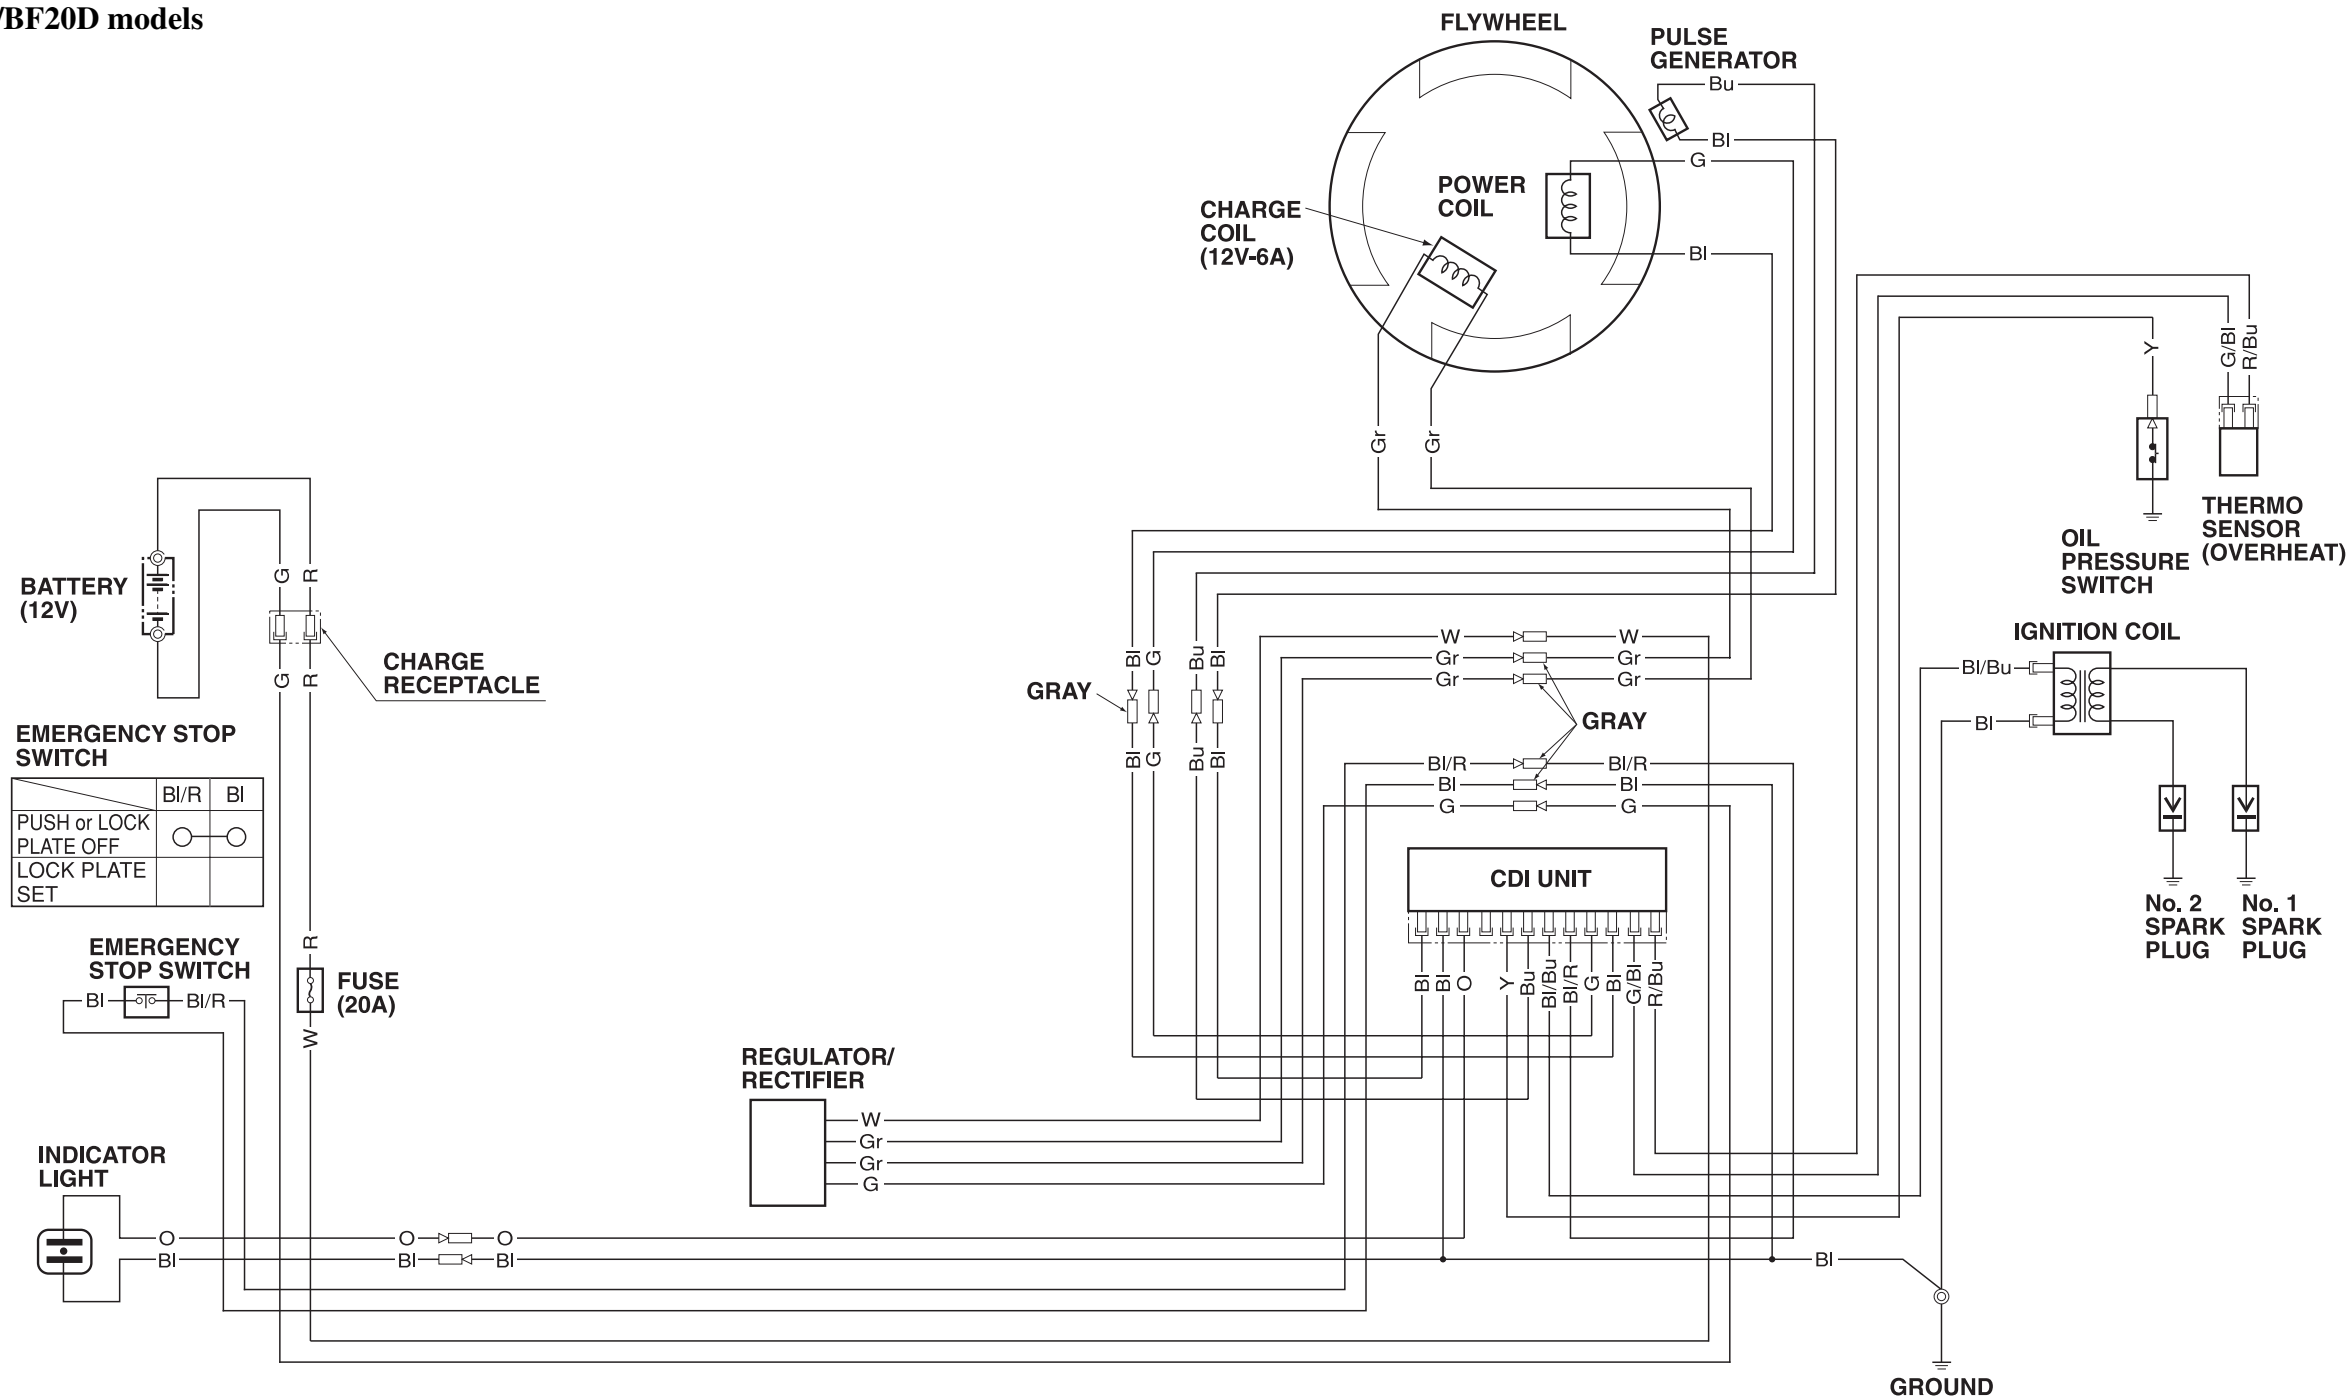 /BF20D models
FLYWHEEL
PULSE
GENERATOR
Bu
Bl
G
POWER
COIL
CHARGE
COIL
(12V-6A)
Bl
Y
G/Bl
R/Bu
Gr
Gr
THERMO
SENSOR
(OVERHEAT)
OIL
PRESSURE
SWITCH
BATTERY
(12V)
G
R
G
R
CHARGE
RECEPTACLE
IGNITION COIL
Bl/Bu
Bl
Bl
G
Bu
Bl
GRAY
Bl
G
Bu
Bl
W
W
Gr
Gr
Gr
Gr
GRAY
Bl/R
Bl/R
Bl
Bl
G
G
EMERGENCY STOP
SWITCH
Bl/R
Bl
PUSH or LOCK
PLATE OFF
LOCK PLATE
SET
CDI UNIT
No. 2
SPARK
PLUG
No. 1
SPARK
PLUG
EMERGENCY
STOP SWITCH
Bl
Bl/R
R
FUSE
(20A)
W
Bl
Bl
O
Y
Bu
Bl/Bu
Bl/R
G
Bl
G/Bl
R/Bu
REGULATOR/
RECTIFIER
W
Gr
Gr
G
INDICATOR
LIGHT
O
O
O
Bl
Bl
Bl
Bl
GROUND